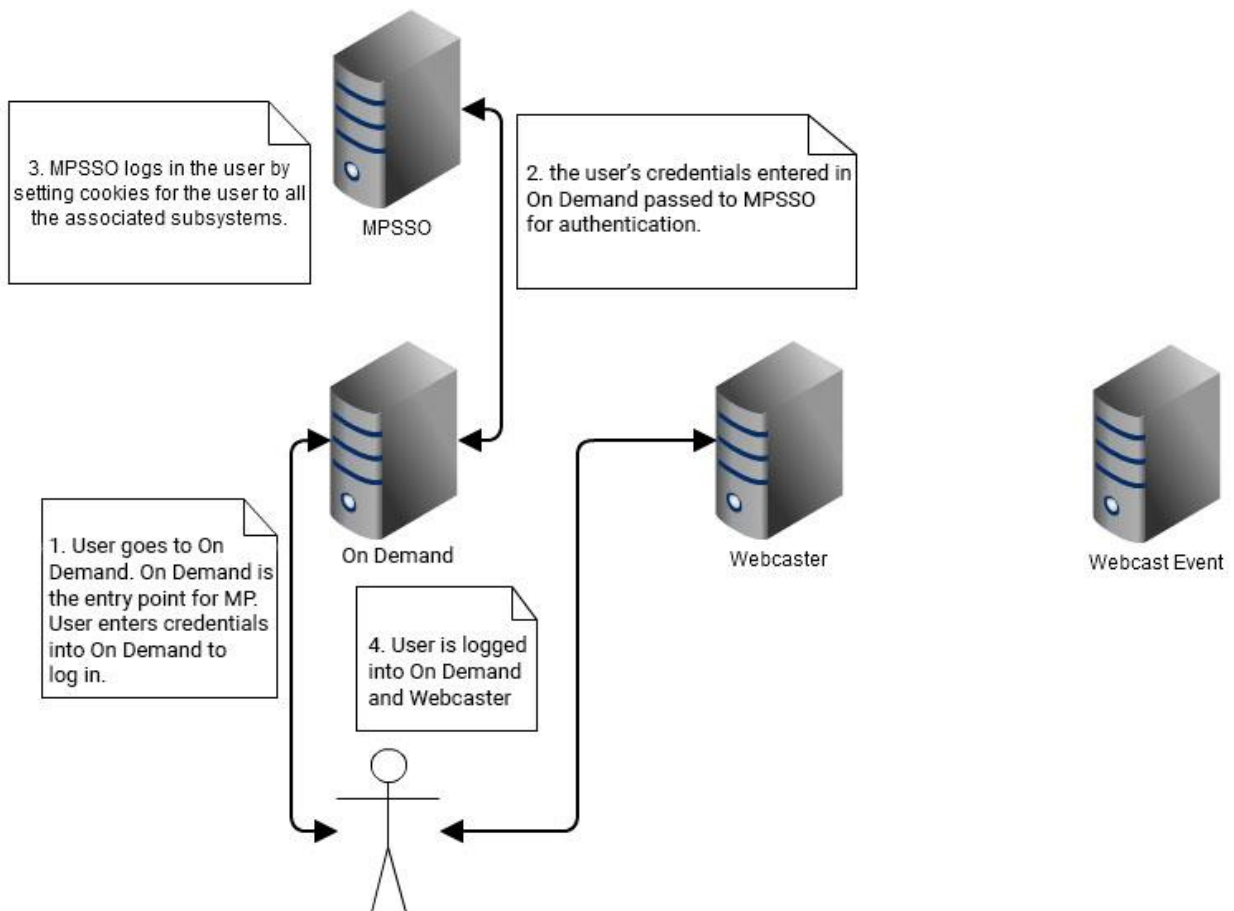 3. MPSSO logs in the user by
setting cookies for the user to all
the associated subsystems.
MPSSO
2. the user’s credentials entered in
On Demand passed to MPSSO
for authentication.
1. User goes to On
Demand. On Demand is
the entry point for MP.
User enters credentials
into On Demand to
log in.
On Demand
4. User is logged
into On Demand
and Webcaster
Webcaster
Webcast Event